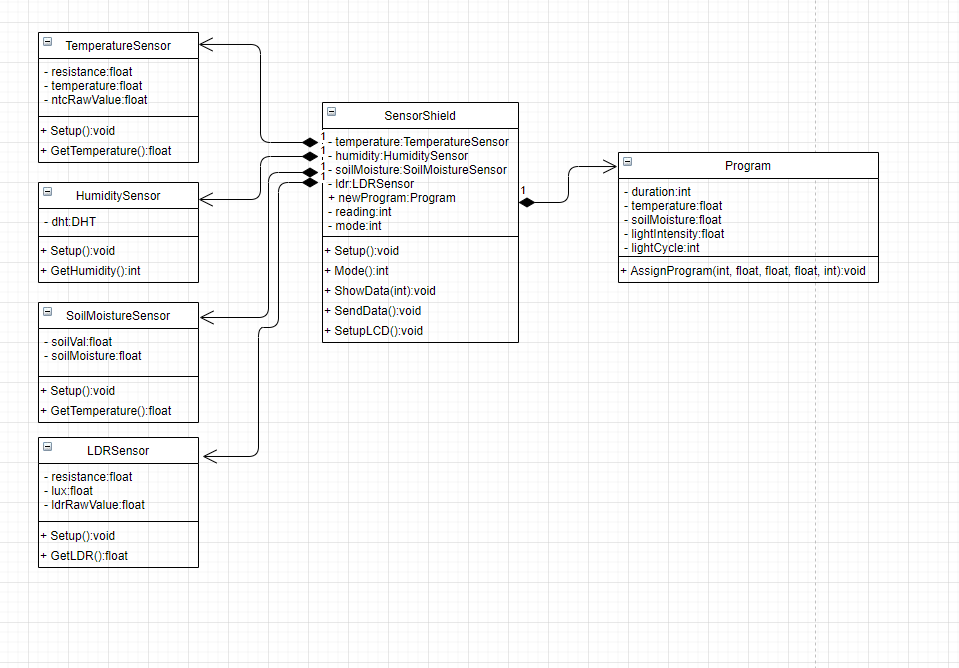 TemperatureSensor
- resistance:float
- temperature:float
- ntcRawValue:float
+ Setup():void
+ GetTemperature():float
HumiditySensor
- dht:DHT
+ Setup():void
+ GetHumidity():int
SoilMoistureSensor
- soilVal:float
- soilMoisture:float
+ Setup():void
+ GetTemperature():float
LDRSensor
- resistance:float
- lux:float
- ldrRawValue:float
+ Setup():void
+ GetLDR():float
SensorShield
1 - temperature:TemperatureSensor
1 - humidity:HumiditySensor
1 - soilMoisture:SoilMoistureSensor
1 - ldr:LDRSensor
+ newProgram:Program
- reading:int
- mode:int
+ Setup():void
+ Mode():int
+ ShowData(int):void
+ SendData():void
+ SetupLCD():void
1
Program
- duration:int
- temperature:float
- soilMoisture:float
- lightIntensity:float
- lightCycle:int
+ AssignProgram(int, float, float, float, int):void